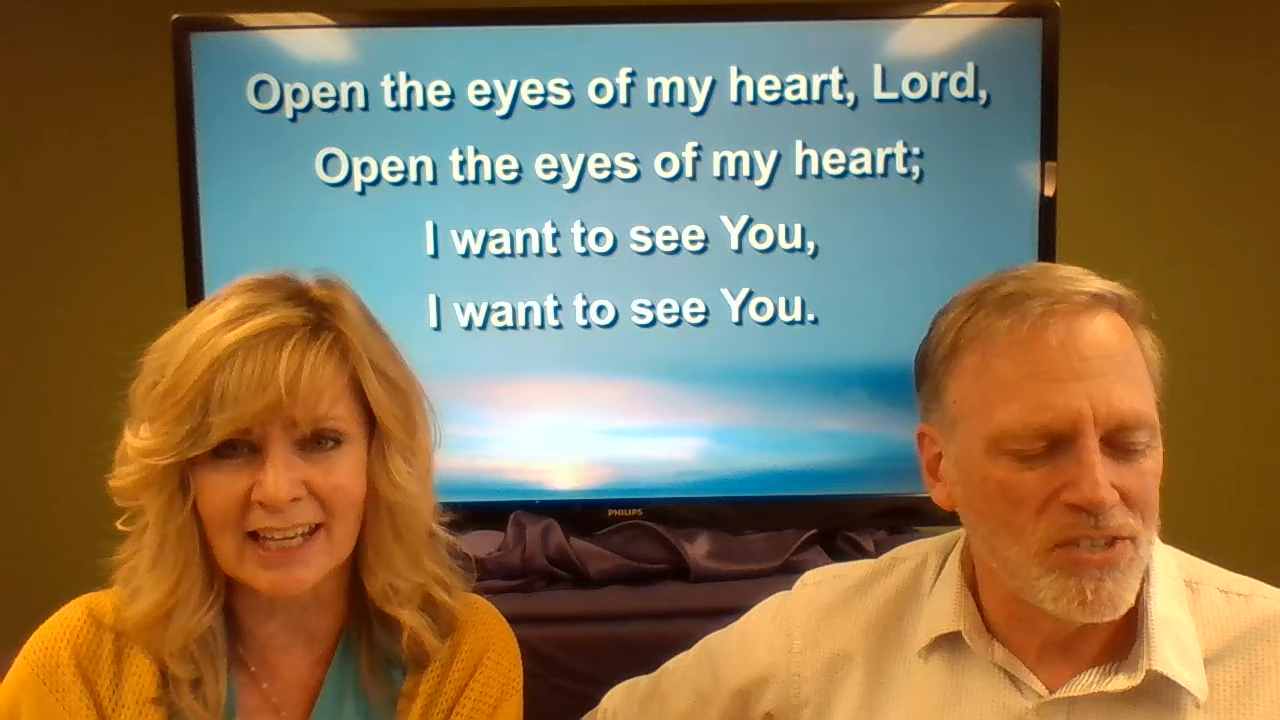 Open the eyes of my heart, Lord,
Open the eyes of my heart;
I want to see You,
I want to see You.
PHILIPS